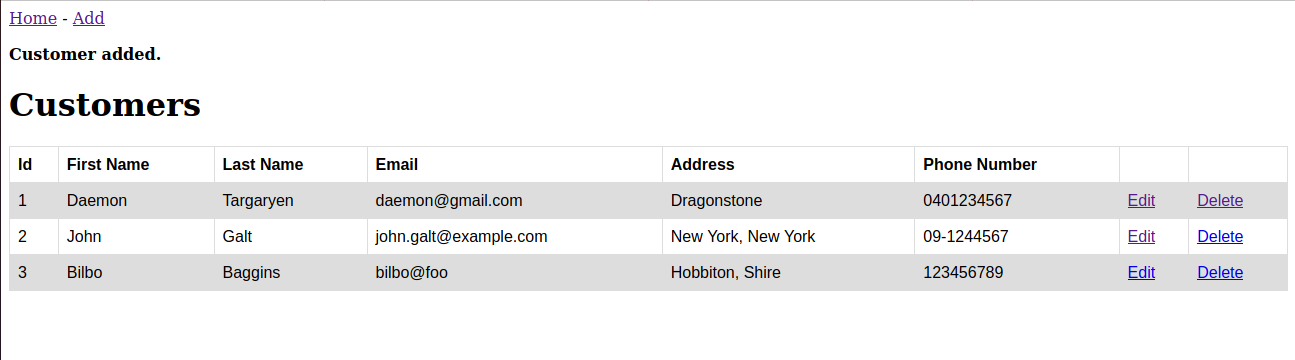 Home - Add
Customer added.
Customers
Id First Name Last Name Email Address Phone Number
1 Daemon Targaryen daemon@gmail.com Dragonstone 0401234567 Edit Delete
2 John Galt john.galt@example.com New York, New York 09-1244567 Edit Delete
3 Bilbo Baggins bilbo@foo Hobbiton, Shire 123456789 Edit Delete